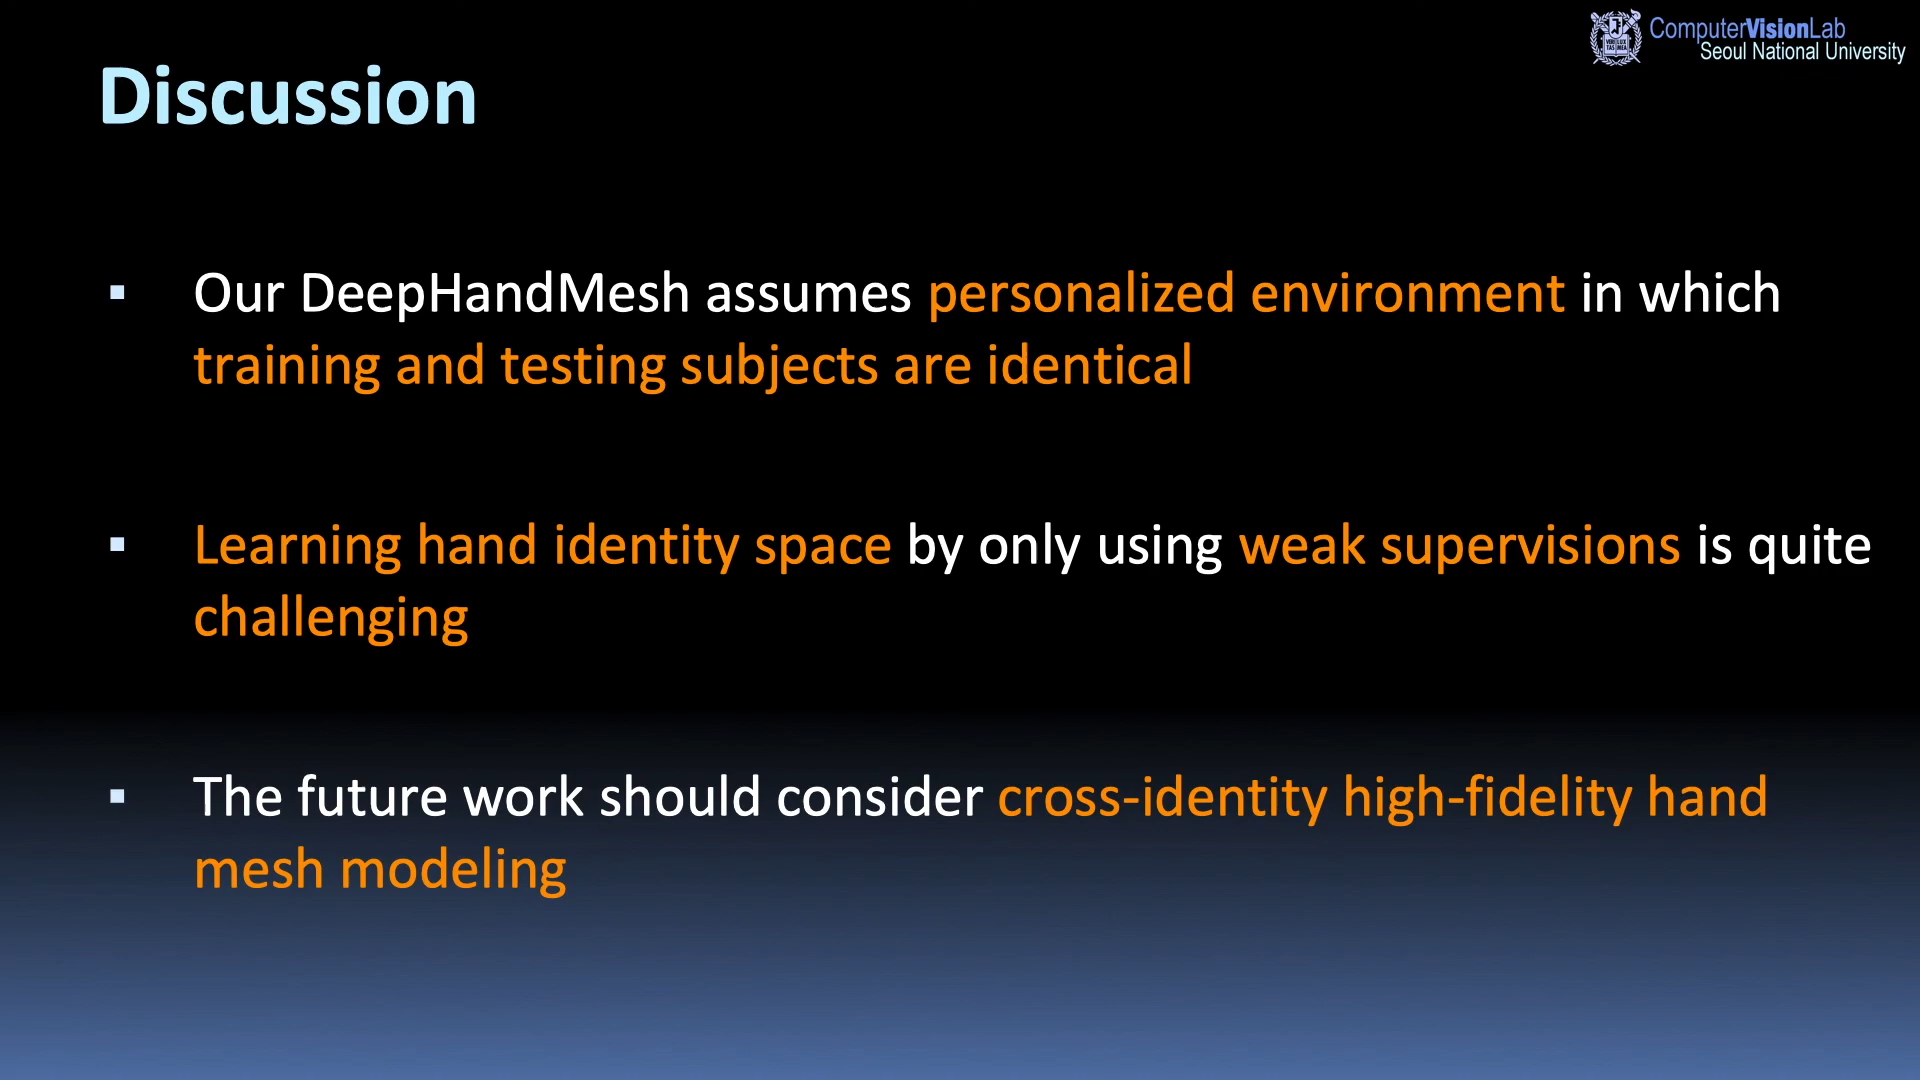 ComputerVisionLab
Seoul National University
Discussion
▪ Our DeepHandMesh assumes personalized environment in which
training and testing subjects are identical
▪ Learning hand identity space by only using weak supervisions is quite
challenging
▪ The future work should consider cross-identity high-fidelity hand
mesh modeling